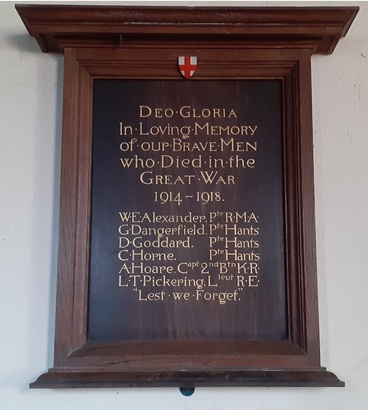 DEO·GLORIA
IN·LOVING·MEMORY
OF·OUR·BRAVE·MEN
WHO·DIED·IN·THE
GREAT·WAR
1914-1918.
W·E·Alexander. Pte R·M·A·
G·Dangerfield. Pte Hants
D·Goddard. Pte Hants
C·Horne. Pte Hants
A·Hoare. Capt 2nd Btn K·R·
L·T·Pickering. Lieut R·E·
"Lest·we·Forget."